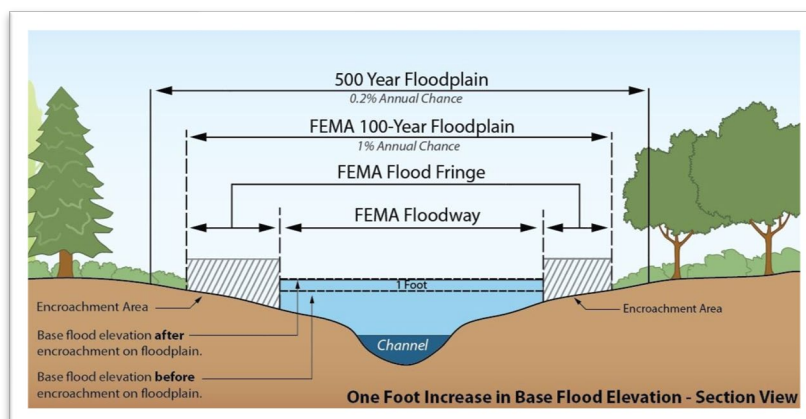 500 Year Floodplain
0.2% Annual Chance
FEMA 100-Year Floodplain
1% Annual Chance
FEMA Flood Fringe
FEMA Floodway
1 Foot
Encroachment Area
Encroachment Area
Base flood elevation after
encroachment on floodplain.
Channel
Base flood elevation before
encroachment on floodplain.
One Foot Increase in Base Flood Elevation - Section View